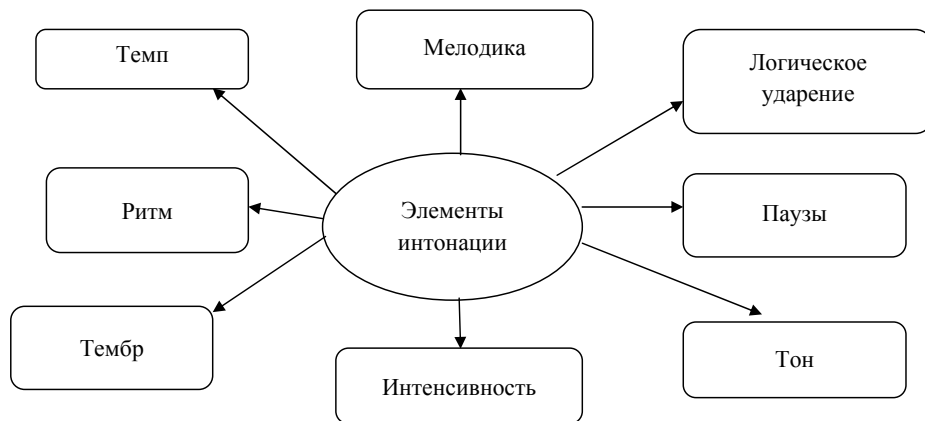 Темп
Мелодика
Логическое
ударение
Ритм
Элементы
интонации
Паузы
Тембр
Интенсивность
Тон